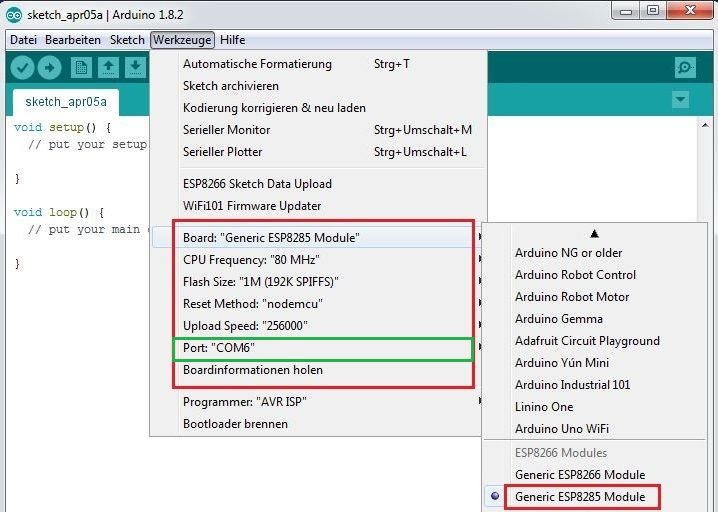 sketch_apr05a | Arduino 1.8.2
Datei Bearbeiten Sketch Werkzeuge Hilfe
sketch_apr05a
void setup() {
// put your setup
}
void loop() {
// put your main
}
Automatische Formatierung Strg+T
Sketch archivieren
Kodierung korrigieren & neu laden
Serieller Monitor Strg+Umschalt+M
Serieller Plotter Strg+Umschalt+L
ESP8266 Sketch Data Upload
WiFi101 Firmware Updater
Board: "Generic ESP8285 Module"
CPU Frequency: "80 MHz"
Flash Size: "1M (192K SPIFFS)"
Reset Method: "nodemcu"
Upload Speed: "256000"
Port: "COM6"
Boardinformationen holen
Programmer: "AVR ISP"
Bootloader brennen
Arduino NG or older
Arduino Robot Control
Arduino Robot Motor
Arduino Gemma
Adafruit Circuit Playground
Arduino Yún Mini
Arduino Industrial 101
Linino One
Arduino Uno WiFi
ESP8266 Modules
Generic ESP8266 Module
Generic ESP8285 Module